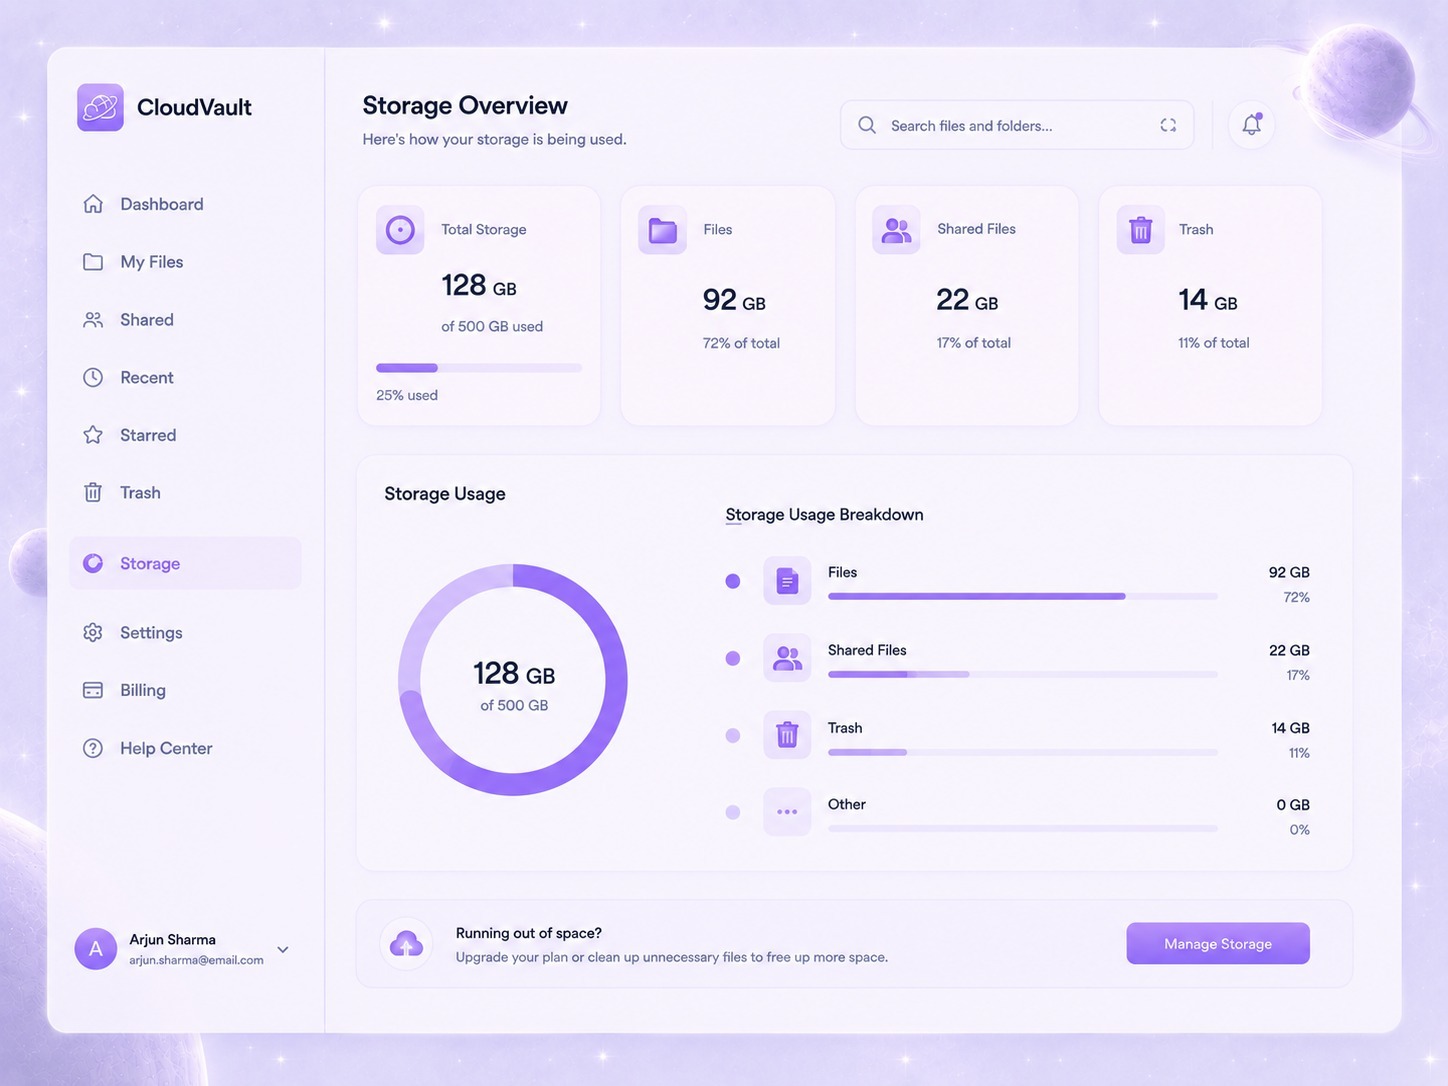 CloudVault
Dashboard
My Files
Shared
Recent
Starred
Trash
Storage
Settings
Billing
Help Center
A
Arjun Sharma
arjun.sharma@email.com
Storage Overview
Here's how your storage is being used.
Search files and folders...
Total Storage
128 GB
of 500 GB used
25% used
Files
92 GB
72% of total
Shared Files
22 GB
17% of total
Trash
14 GB
11% of total
Storage Usage
128 GB
of 500 GB
Storage Usage Breakdown
Files
92 GB
72%
Shared Files
22 GB
17%
Trash
14 GB
11%
Other
0 GB
0%
Running out of space?
Upgrade your plan or clean up unnecessary files to free up more space.
Manage Storage